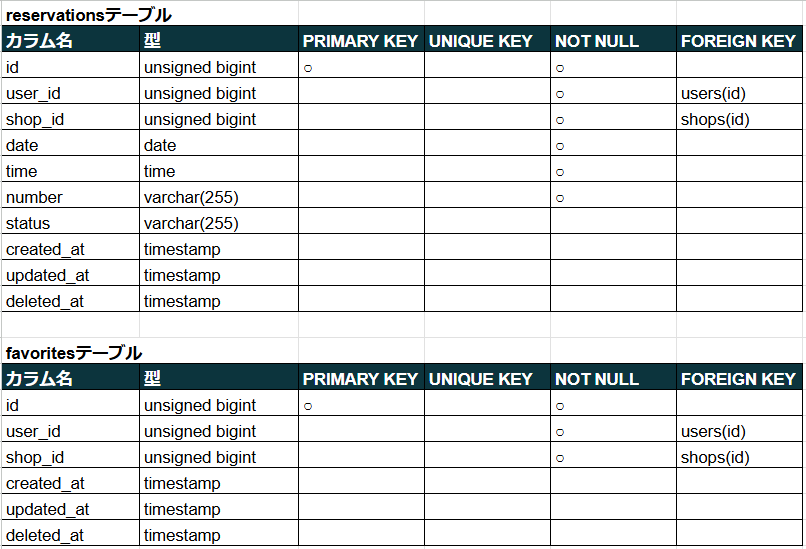 reservationsテーブル
カラム名 型 PRIMARY KEY UNIQUE KEY NOT NULL FOREIGN KEY
id unsigned bigint ○ ○
user_id unsigned bigint ○ users(id)
shop_id unsigned bigint ○ shops(id)
date date ○
time time ○
number varchar(255) ○
status varchar(255)
created_at timestamp
updated_at timestamp
deleted_at timestamp
favoritesテーブル
カラム名 型 PRIMARY KEY UNIQUE KEY NOT NULL FOREIGN KEY
id unsigned bigint ○ ○
user_id unsigned bigint ○ users(id)
shop_id unsigned bigint ○ shops(id)
created_at timestamp
updated_at timestamp
deleted_at timestamp